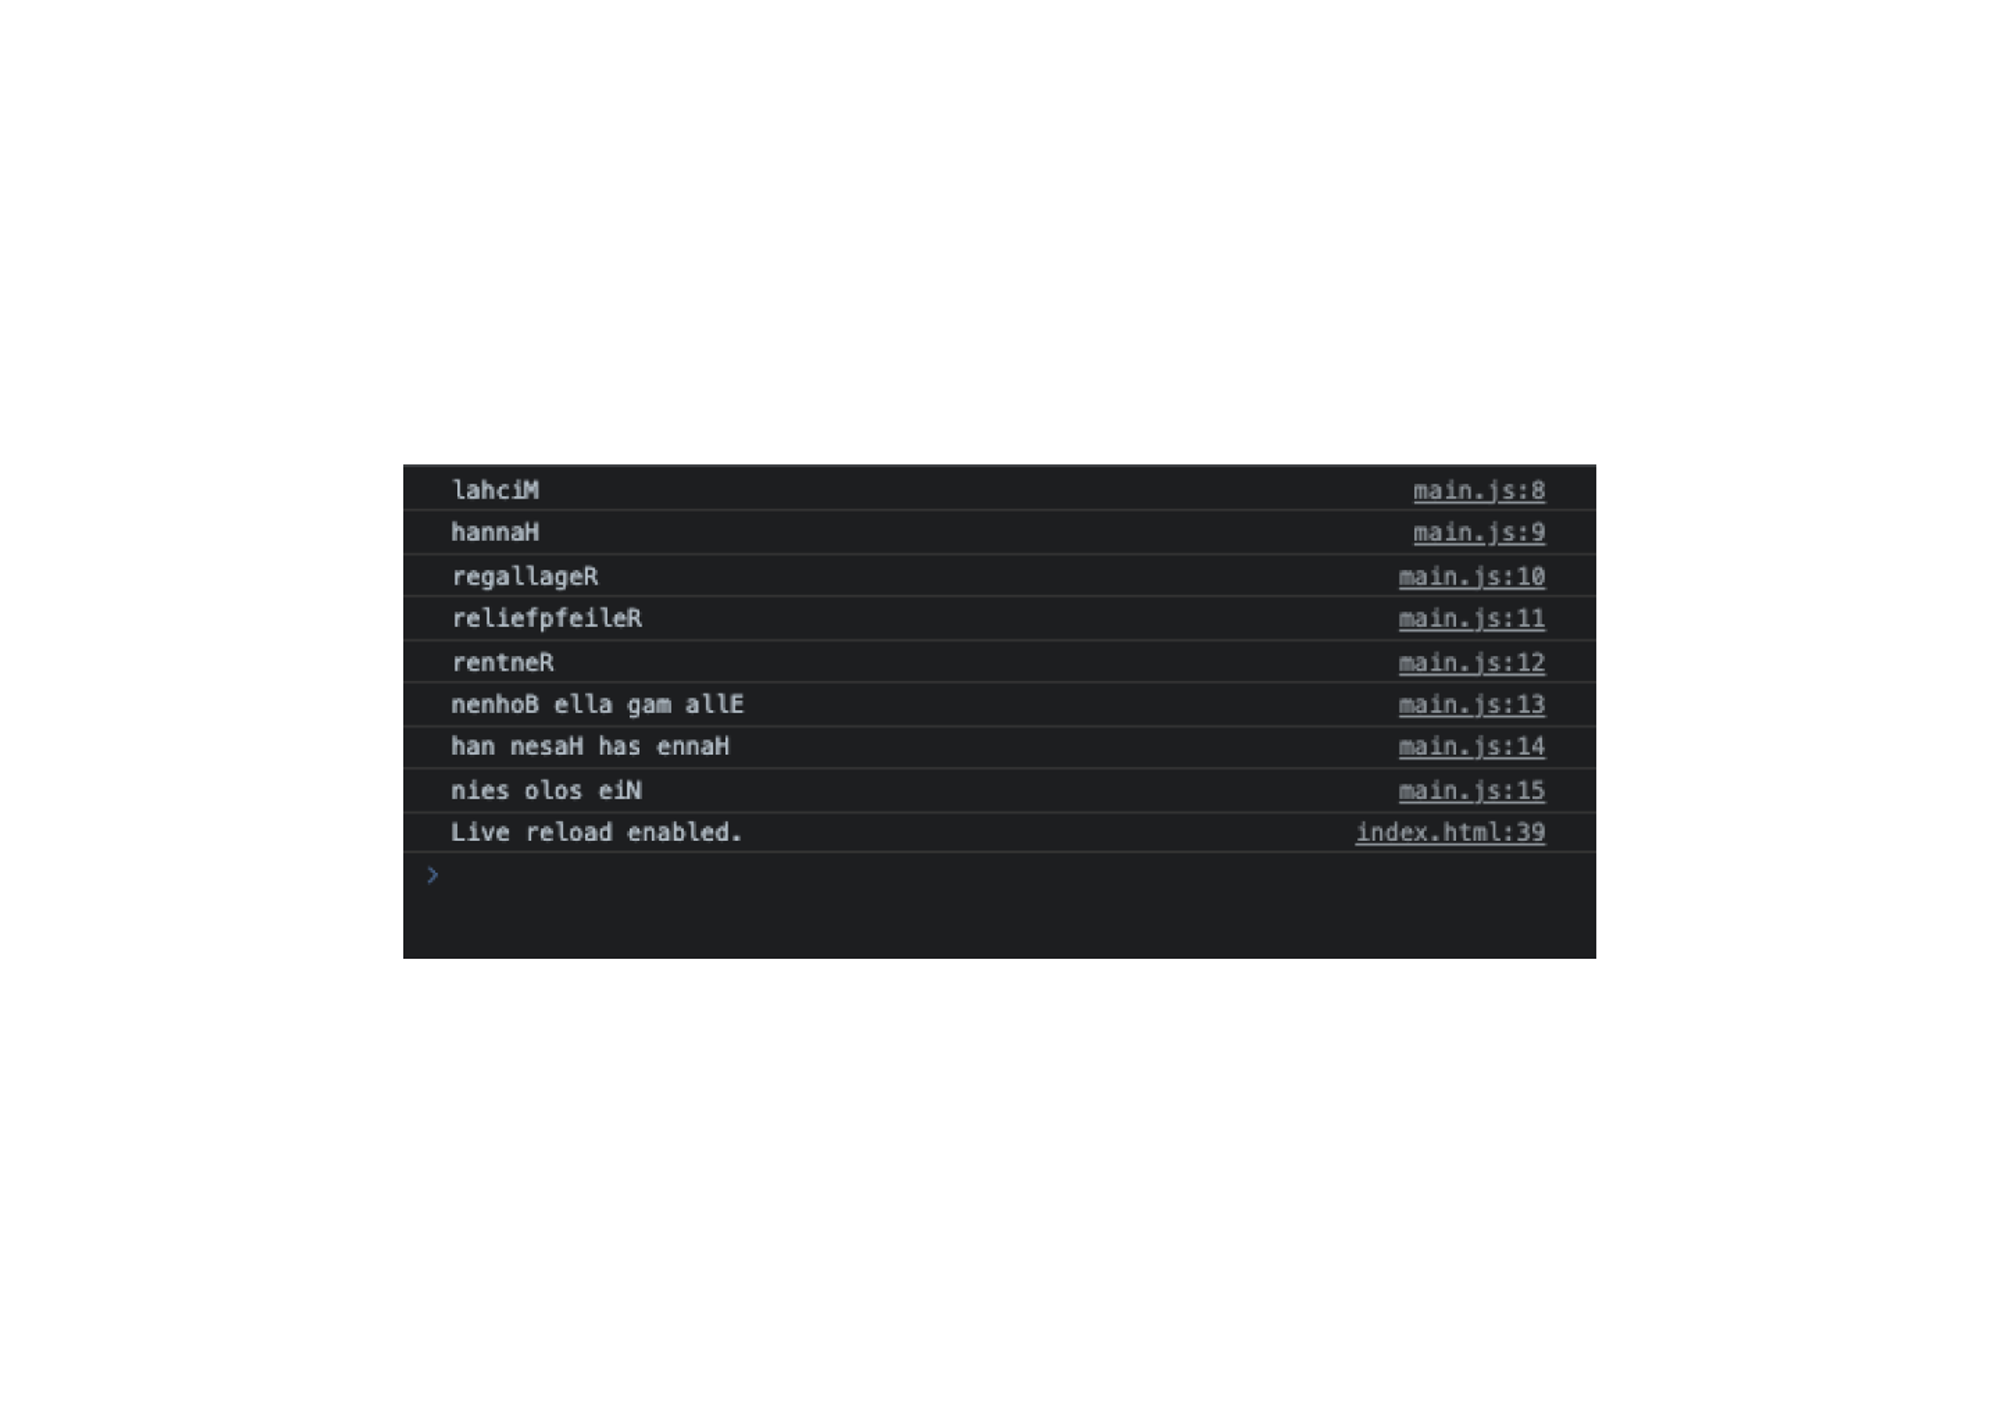 lahciM main.js:8
hannaH main.js:9
regallageR main.js:10
reliefpfeileR main.js:11
rentneR main.js:12
nenhoB ella gam allE main.js:13
han nesaH has ennaH main.js:14
nies olos eiN main.js:15
Live reload enabled. index.html:39